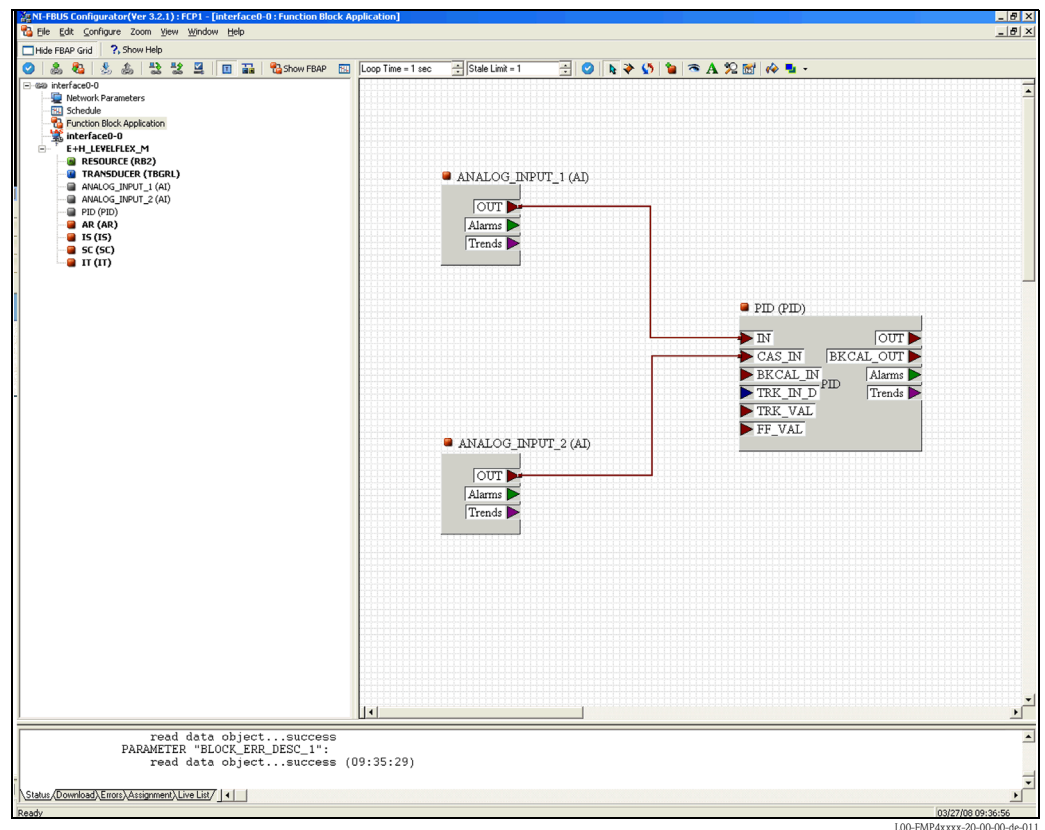 NI-FBUS Configurator(Ver 3.2.1) : FCP1 - [interface0-0 : Function Block Application]
File Edit Configure Zoom View Window Help
Hide FBAP Grid ?, Show Help
Show FBAP Loop Time = 1 sec Stale Limit = 1
interface0-0
Network Parameters
Schedule
Function Block Application
interface0-0
E+H_LEVELFLEX_M
RESOURCE (RB2)
TRANSDUCER (TBGRL)
ANALOG_INPUT_1 (AI)
ANALOG_INPUT_2 (AI)
PID (PID)
AR (AR)
IS (IS)
SC (SC)
IT (IT)
ANALOG_INPUT_1 (AI)
OUT
Alarms
Trends
PID (PID)
IN OUT
CAS_IN BKCAL_OUT
BKCAL_IN Alarms
PID
TRK_IN_D Trends
TRK_VAL
FF_VAL
ANALOG_INPUT_2 (AI)
OUT
Alarms
Trends
read data object...success
PARAMETER "BLOCK_ERR_DESC_1":
read data object...success (09:35:29)
Status Download Errors Assignment Live List
Ready 03/27/08 09:36:56
L00-FMP4xxxx-20-00-00-de-011